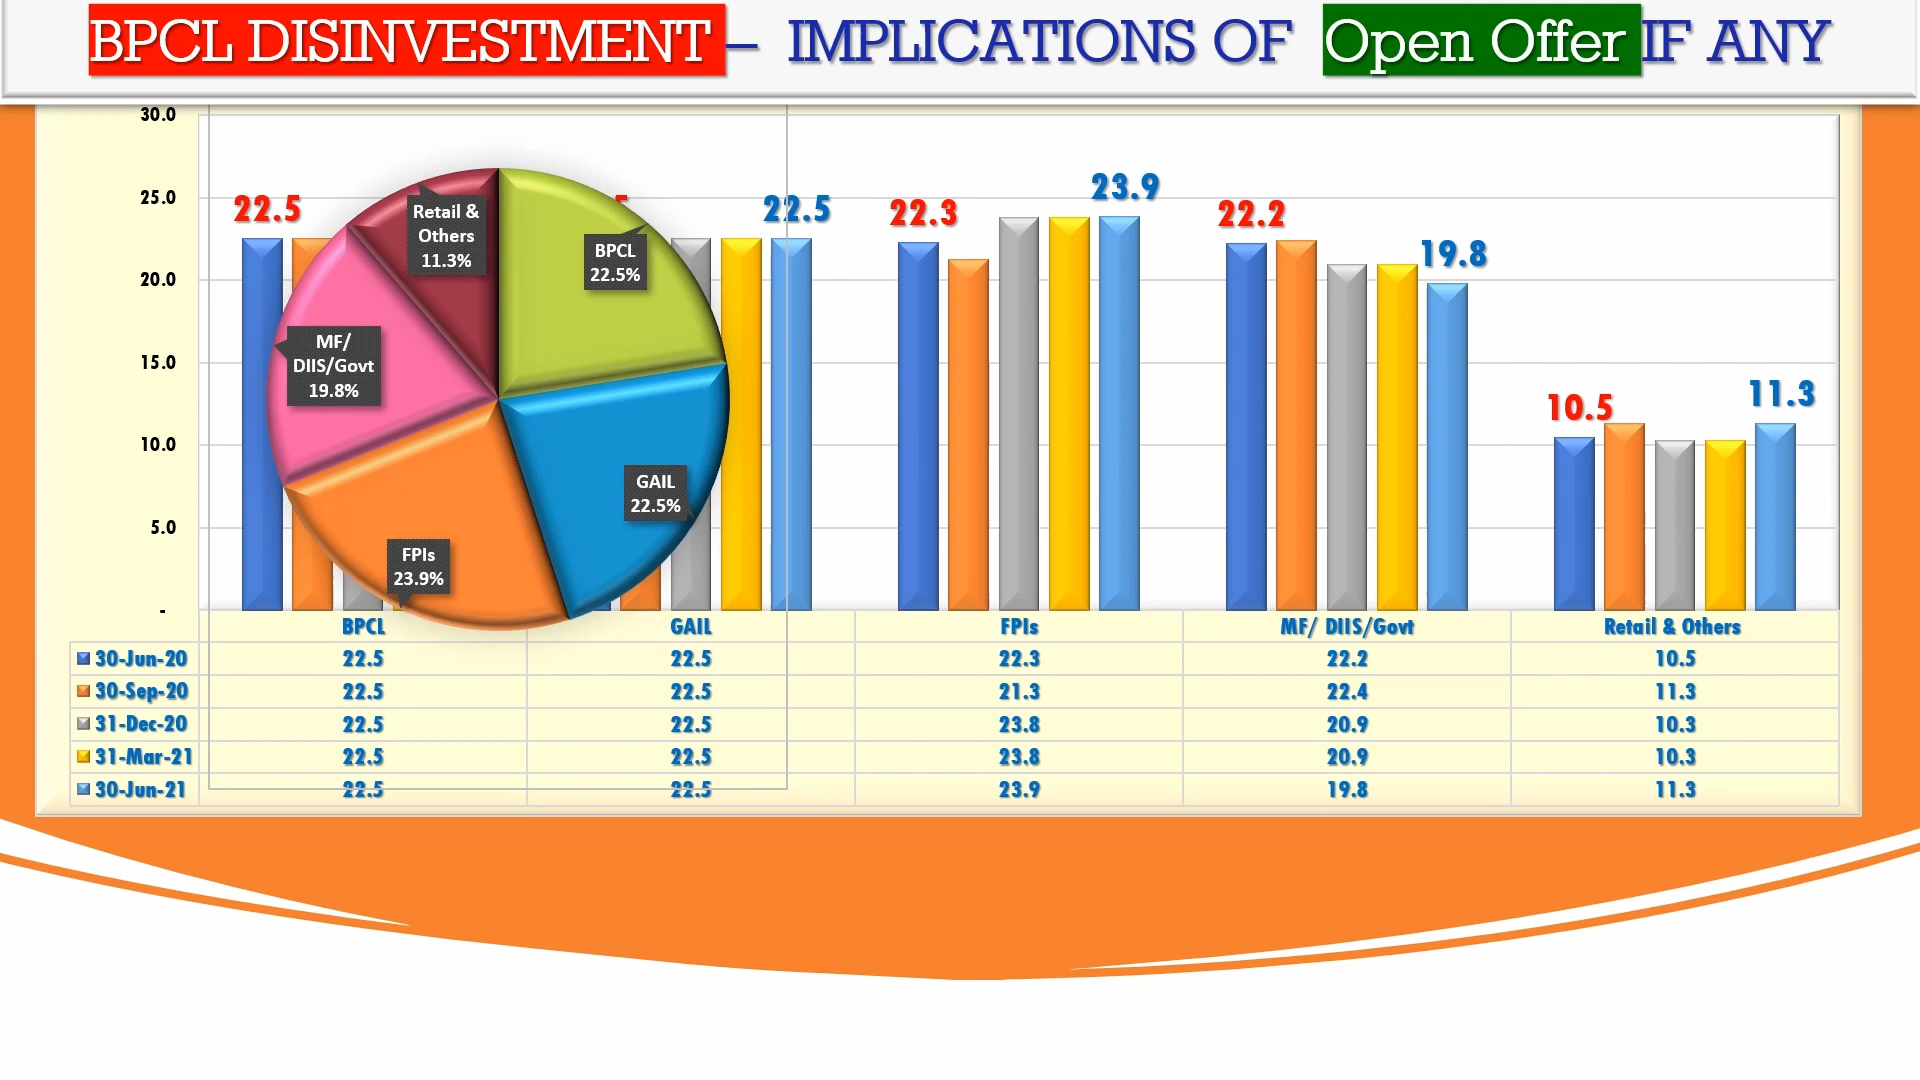 BPCL DISINVESTMENT – IMPLICATIONS OF Open Offer IF ANY
30.0
25.0
20.0
15.0
10.0
5.0
-
22.5
5
22.5
22.3
23.9
22.2
19.8
10.5
11.3
Retail &
Others
11.3%
BPCL
22.5%
MF/
DIIS/Govt
19.8%
GAIL
22.5%
FPIs
23.9%
BPCL GAIL FPIs MF/ DIIS/Govt Retail & Others
30-Jun-20 22.5 22.5 22.3 22.2 10.5
30-Sep-20 22.5 22.5 21.3 22.4 11.3
31-Dec-20 22.5 22.5 23.8 20.9 10.3
31-Mar-21 22.5 22.5 23.8 20.9 10.3
30-Jun-21 22.5 22.5 23.9 19.8 11.3